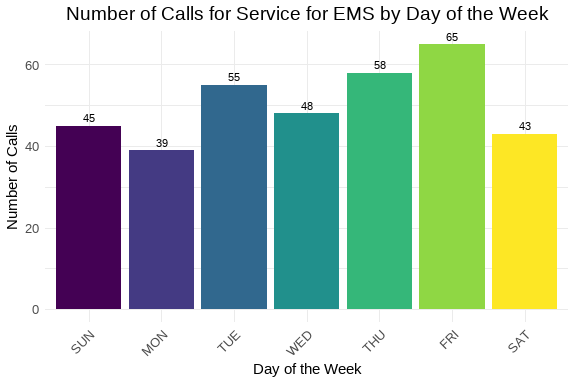 Number of Calls for Service for EMS by Day of the Week
Number of Calls
60
40
20
0
45
39
55
48
58
65
43
SUN
MON
TUE
WED
THU
FRI
SAT
Day of the Week